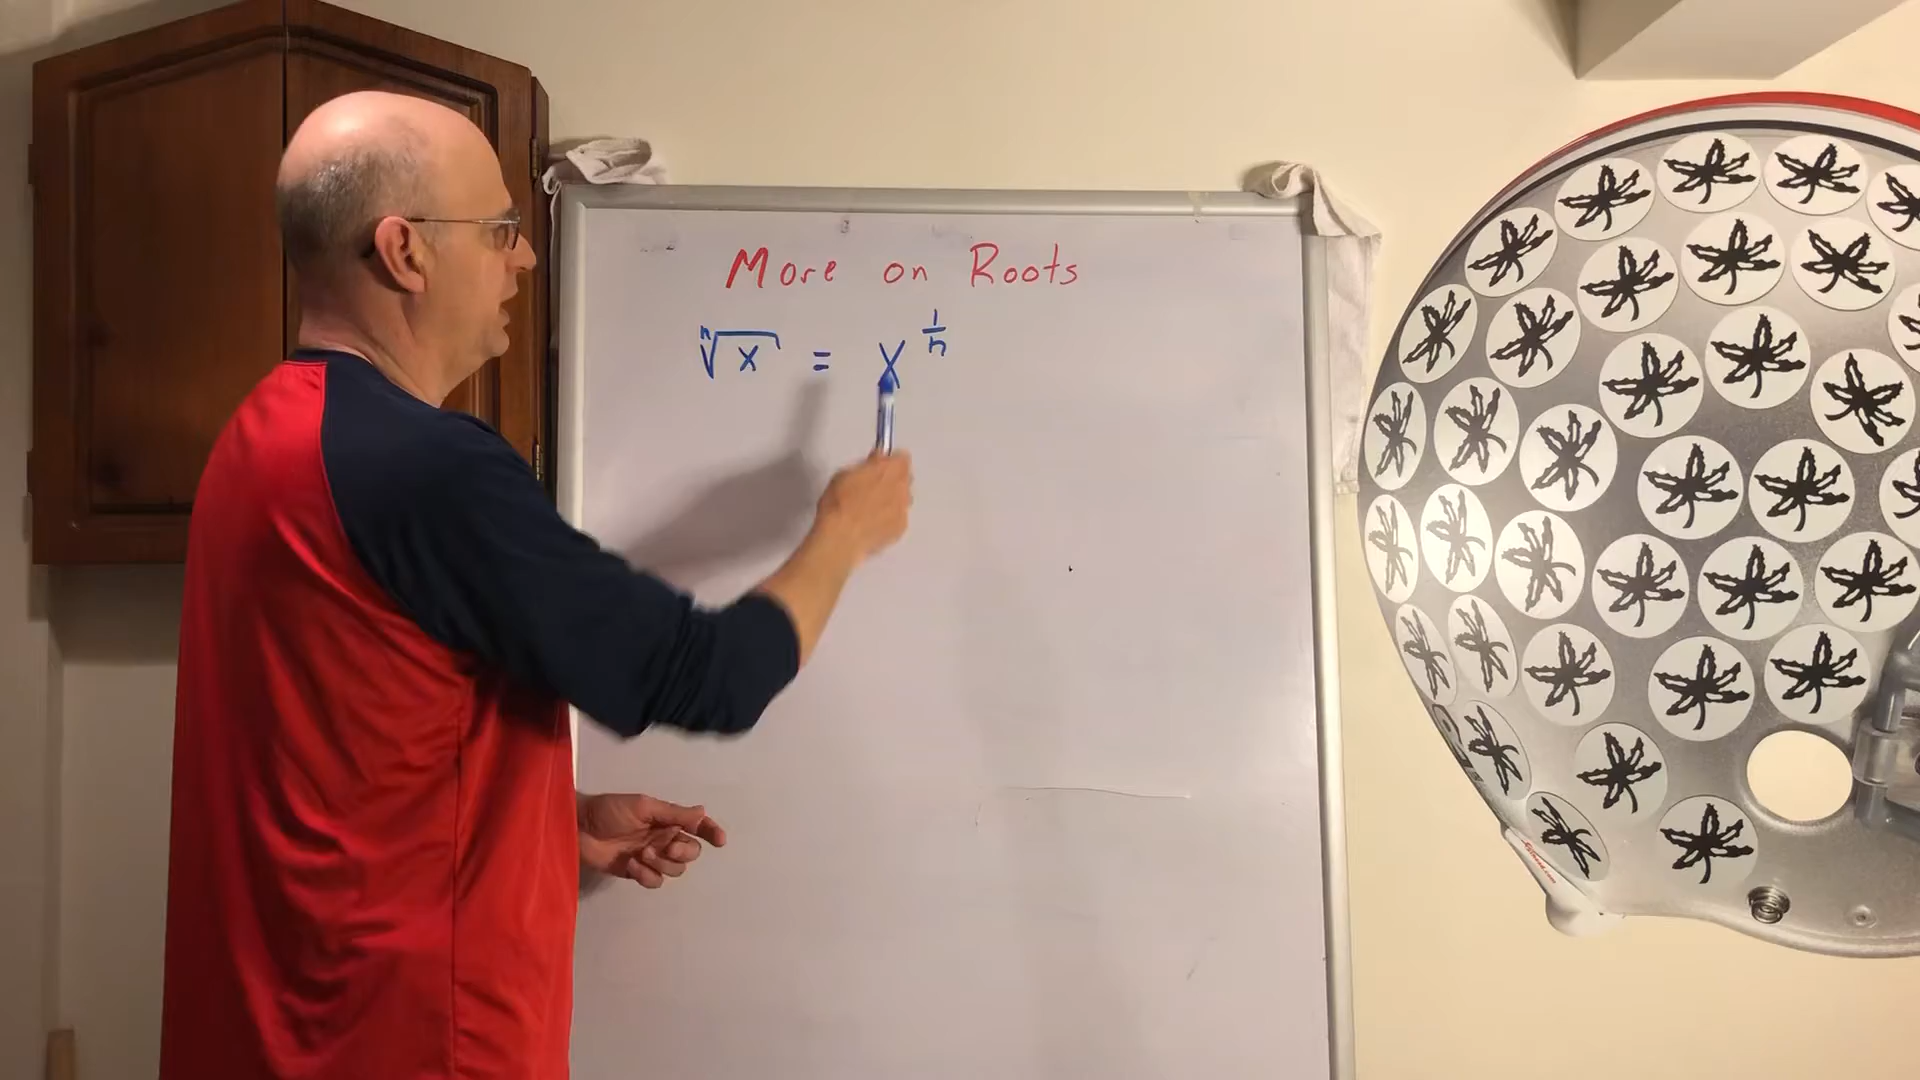 More on Roots
ⁿ√x = x^(1/n)